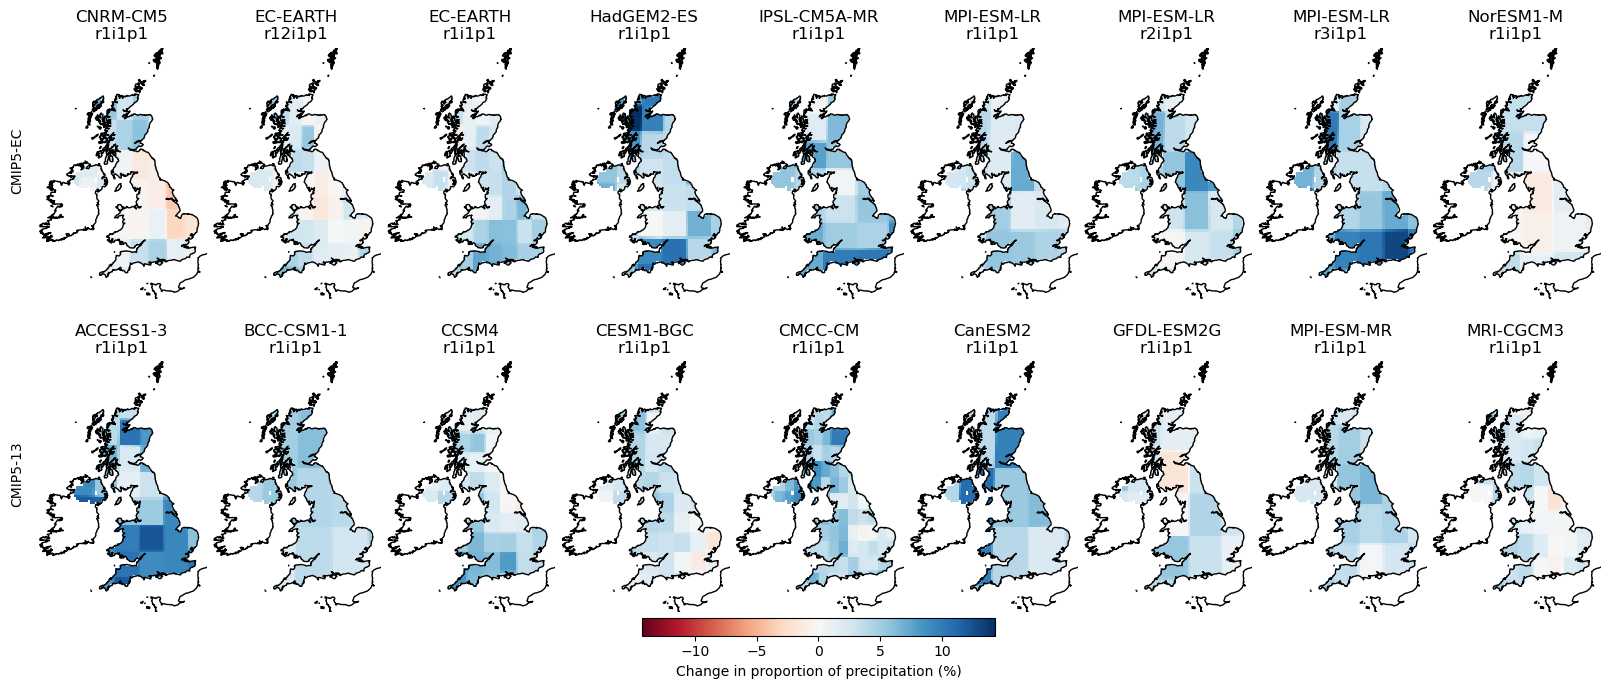 CNRM-CM5 EC-EARTH EC-EARTH HadGEM2-ES IPSL-CM5A-MR MPI-ESM-LR MPI-ESM-LR MPI-ESM-LR NorESM1-M
r1i1p1 r12i1p1 r1i1p1 r1i1p1 r1i1p1 r1i1p1 r2i1p1 r3i1p1 r1i1p1
CMIP5-EC
ACCESS1-3 BCC-CSM1-1 CCSM4 CESM1-BGC CMCC-CM CanESM2 GFDL-ESM2G MPI-ESM-MR MRI-CGCM3
r1i1p1 r1i1p1 r1i1p1 r1i1p1 r1i1p1 r1i1p1 r1i1p1 r1i1p1 r1i1p1
CMIP5-13
−10 −5 0 5 10
Change in proportion of precipitation (%)